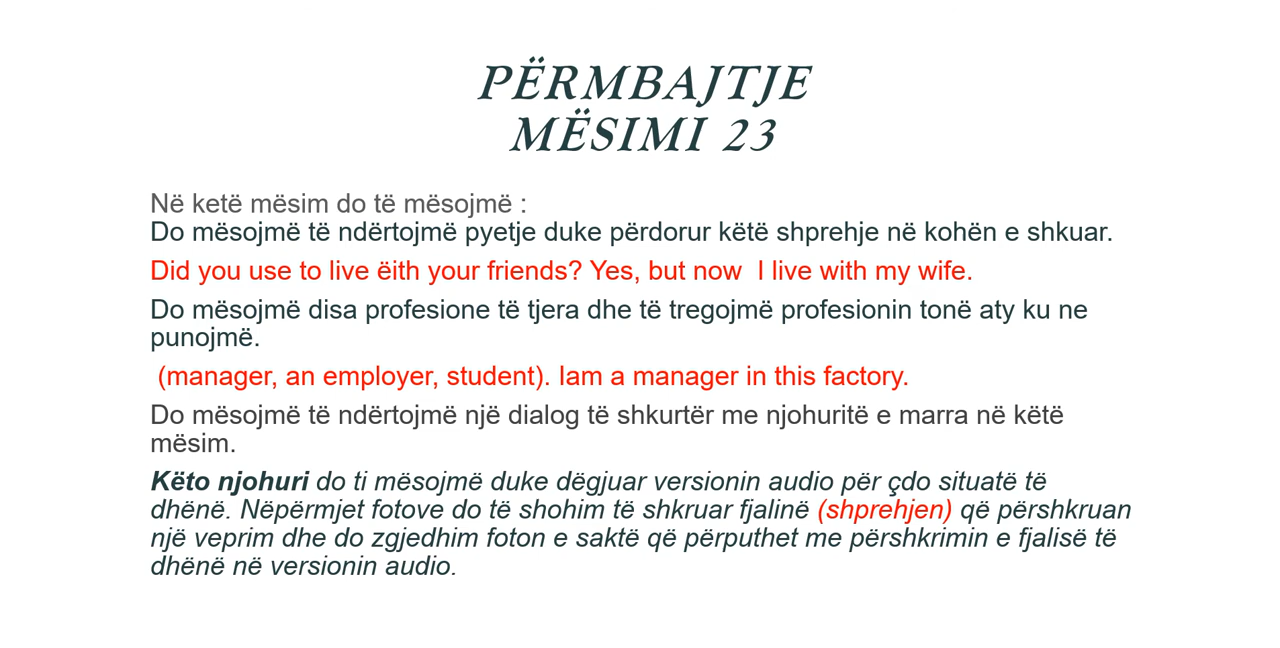 PËRMBAJTJE
MËSIMI 23
Në ketë mësim do të mësojmë :
Do mësojmë të ndërtojmë pyetje duke përdorur këtë shprehje në kohën e shkuar.
Did you use to live ëith your friends? Yes, but now  I live with my wife.
Do mësojmë disa profesione të tjera dhe të tregojmë profesionin tonë aty ku ne
punojmë.
(manager, an employer, student). Iam a manager in this factory.
Do mësojmë të ndërtojmë një dialog të shkurtër me njohuritë e marra në këtë
mësim.
Këto njohuri do ti mësojmë duke dëgjuar versionin audio për çdo situatë të
dhënë. Nëpërmjet fotove do të shohim të shkruar fjalinë (shprehjen) që përshkruan
një veprim dhe do zgjedhim foton e saktë që përputhet me përshkrimin e fjalisë të
dhënë në versionin audio.